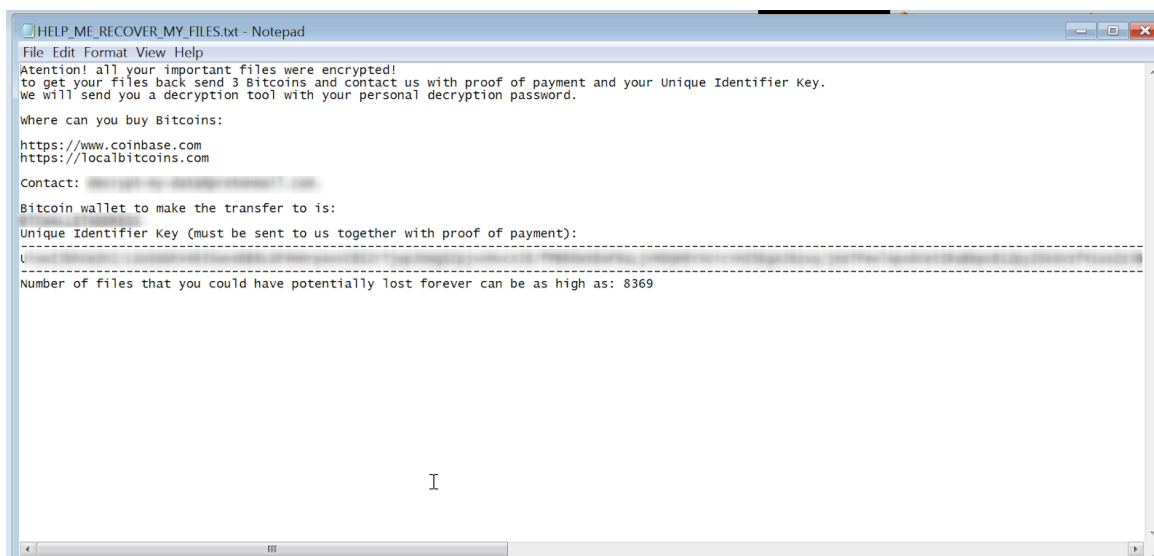 HELP_ME_RECOVER_MY_FILES.txt - Notepad
File Edit Format View Help
Atention! all your important files were encrypted!
to get your files back send 3 Bitcoins and contact us with proof of payment and your Unique Identifier Key.
We will send you a decryption tool with your personal decryption password.
Where can you buy Bitcoins:
https://www.coinbase.com
https://localbitcoins.com
Contact:
Bitcoin wallet to make the transfer to is:
Unique Identifier Key (must be sent to us together with proof of payment):
Number of files that you could have potentially lost forever can be as high as: 8369